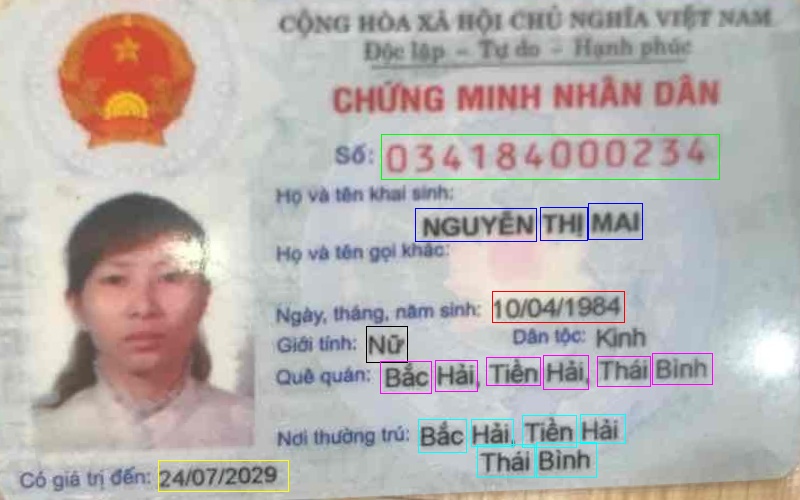 CỘNG HÒA XÃ HỘI CHỦ NGHĨA VIỆT NAM
Độc lập - Tự do - Hạnh phúc
CHỨNG MINH NHÂN DÂN
Số: 034184000234
Họ và tên khai sinh:
NGUYỄN THỊ MAI
Họ và tên gọi khác:
Ngày, tháng, năm sinh: 10/04/1984
Giới tính: Nữ Dân tộc: Kinh
Quê quán: Bắc Hải, Tiền Hải, Thái Bình
Nơi thường trú: Bắc Hải, Tiền Hải
Thái Bình
Có giá trị đến: 24/07/2029